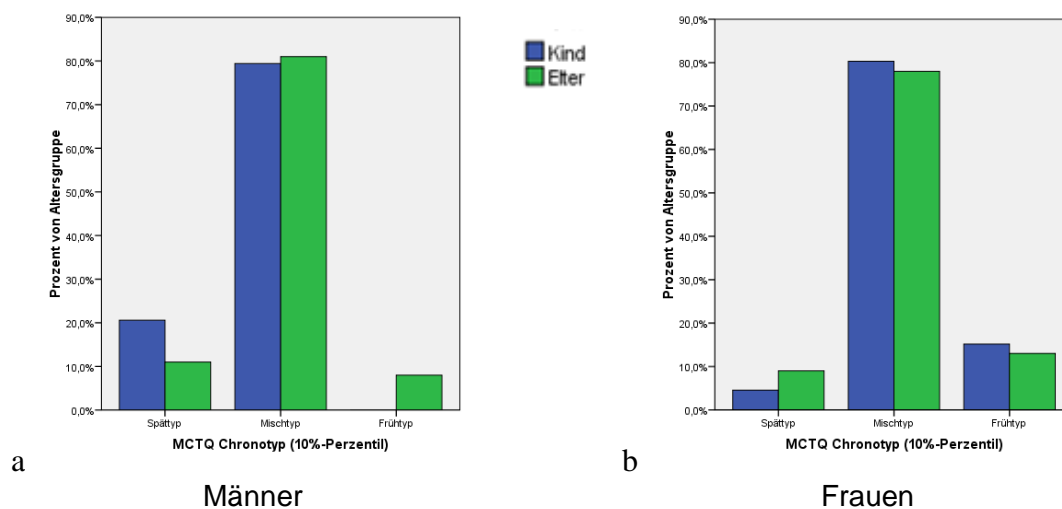 90,0%
80,0%
70,0%
60,0%
50,0%
40,0%
30,0%
20,0%
10,0%
0,0%
Prozent von Altersgruppe
Spättyp Mischtyp Frühtyp
MCTQ Chronotyp (10%-Perzentil)
a
Männer
Kind
Elter
90,0%
80,0%
70,0%
60,0%
50,0%
40,0%
30,0%
20,0%
10,0%
0,0%
Prozent von Altersgruppe
Spättyp Mischtyp Frühtyp
MCTQ Chronotyp (10%-Perzentil)
b
Frauen